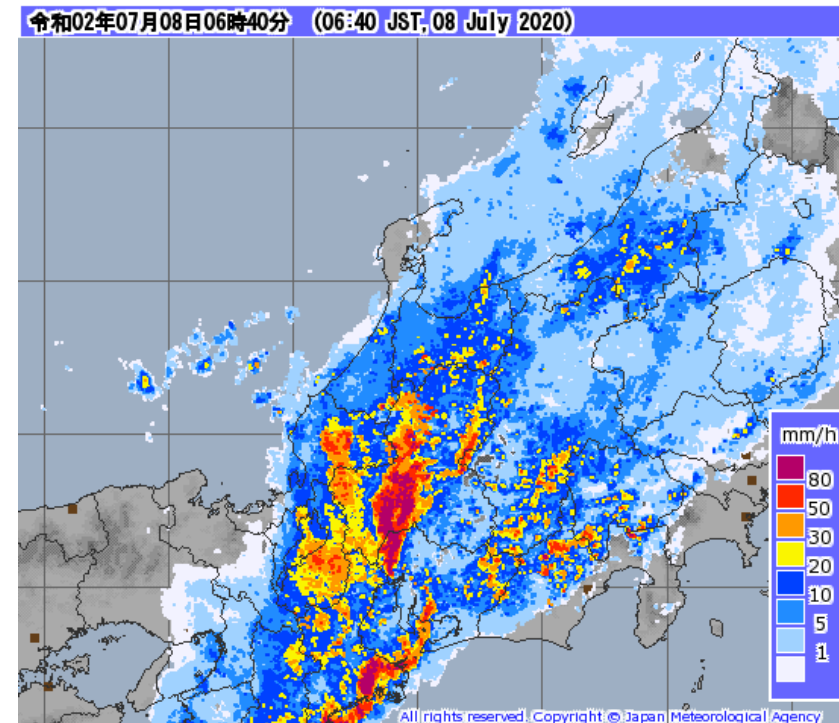 令和02年07月08日06時40分 (06:40 JST, 08 July 2020)
mm/h
80
50
30
20
10
5
1
All rights reserved. Copyright © Japan Meteorological Agency